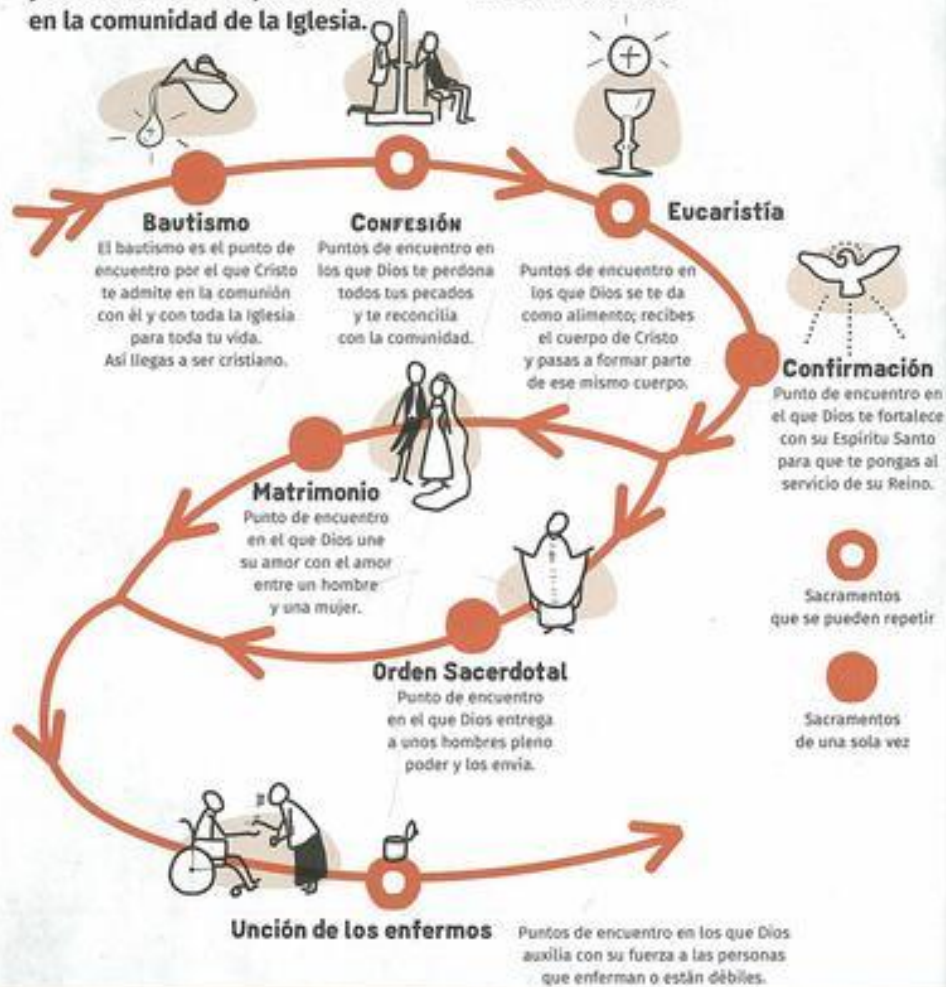 en la comunidad de la Iglesia.
Bautismo
El bautismo es el punto de
encuentro por el que Cristo
te admite en la comunión
con él y con toda la Iglesia
para toda tu vida.
Así llegas a ser cristiano.
CONFESIÓN
Puntos de encuentro en
los que Dios te perdona
todos tus pecados
y te reconcilia
con la comunidad.
Eucaristía
Puntos de encuentro en
los que Dios se te da
como alimento; recibes
el cuerpo de Cristo
y pasas a formar parte
de ese mismo cuerpo.
Confirmación
Punto de encuentro en
el que Dios te fortalece
con su Espíritu Santo
para que te pongas al
servicio de su Reino.
Matrimonio
Punto de encuentro
en el que Dios une
su amor con el amor
entre un hombre
y una mujer.
Sacramentos
que se pueden repetir
Orden Sacerdotal
Punto de encuentro
en el que Dios entrega
a unos hombres pleno
poder y los envía.
Sacramentos
de una sola vez
Unción de los enfermos
Puntos de encuentro en los que Dios
auxilia con su fuerza a las personas
que enferman o están débiles.